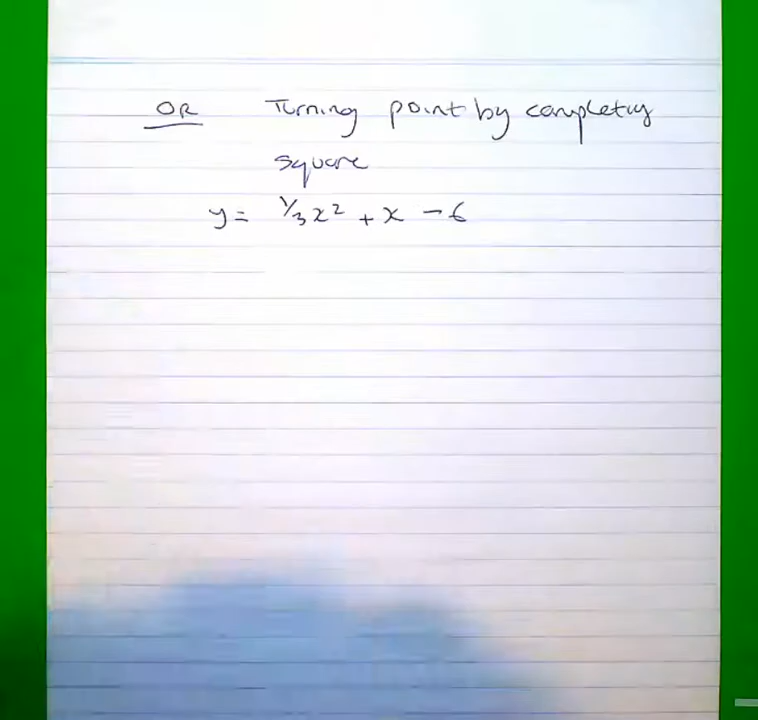 OR Turning point by completing
square
y = 1/3x² + x - 6